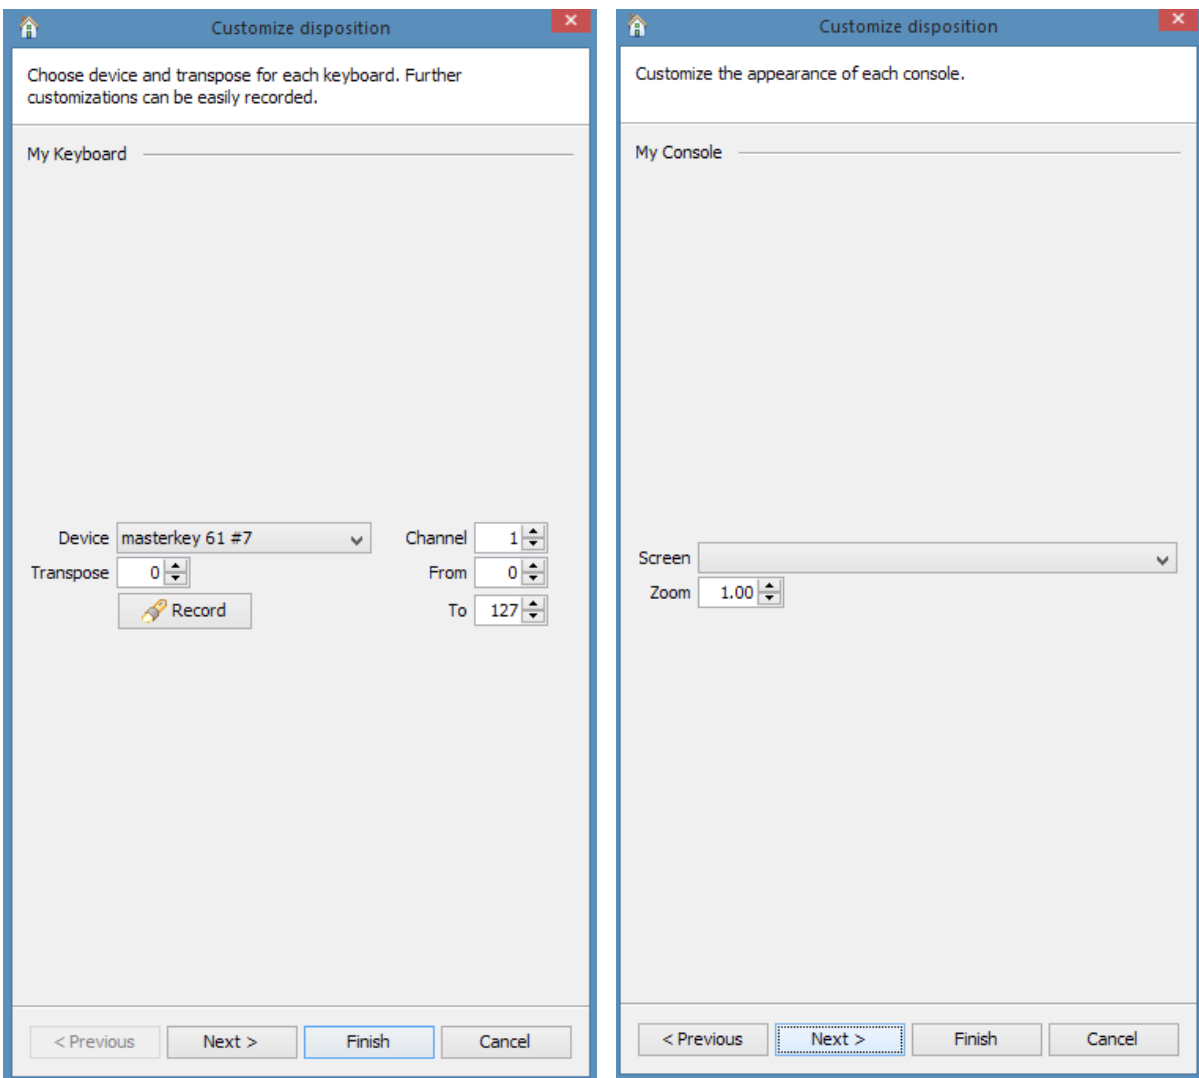 Customize disposition
Choose device and transpose for each keyboard. Further
customizations can be easily recorded.
My Keyboard
Device masterkey 61 #7 Channel 1
Transpose 0 From 0
Record To 127
< Previous Next > Finish Cancel
Customize disposition
Customize the appearance of each console.
My Console
Screen
Zoom 1.00
< Previous Next > Finish Cancel